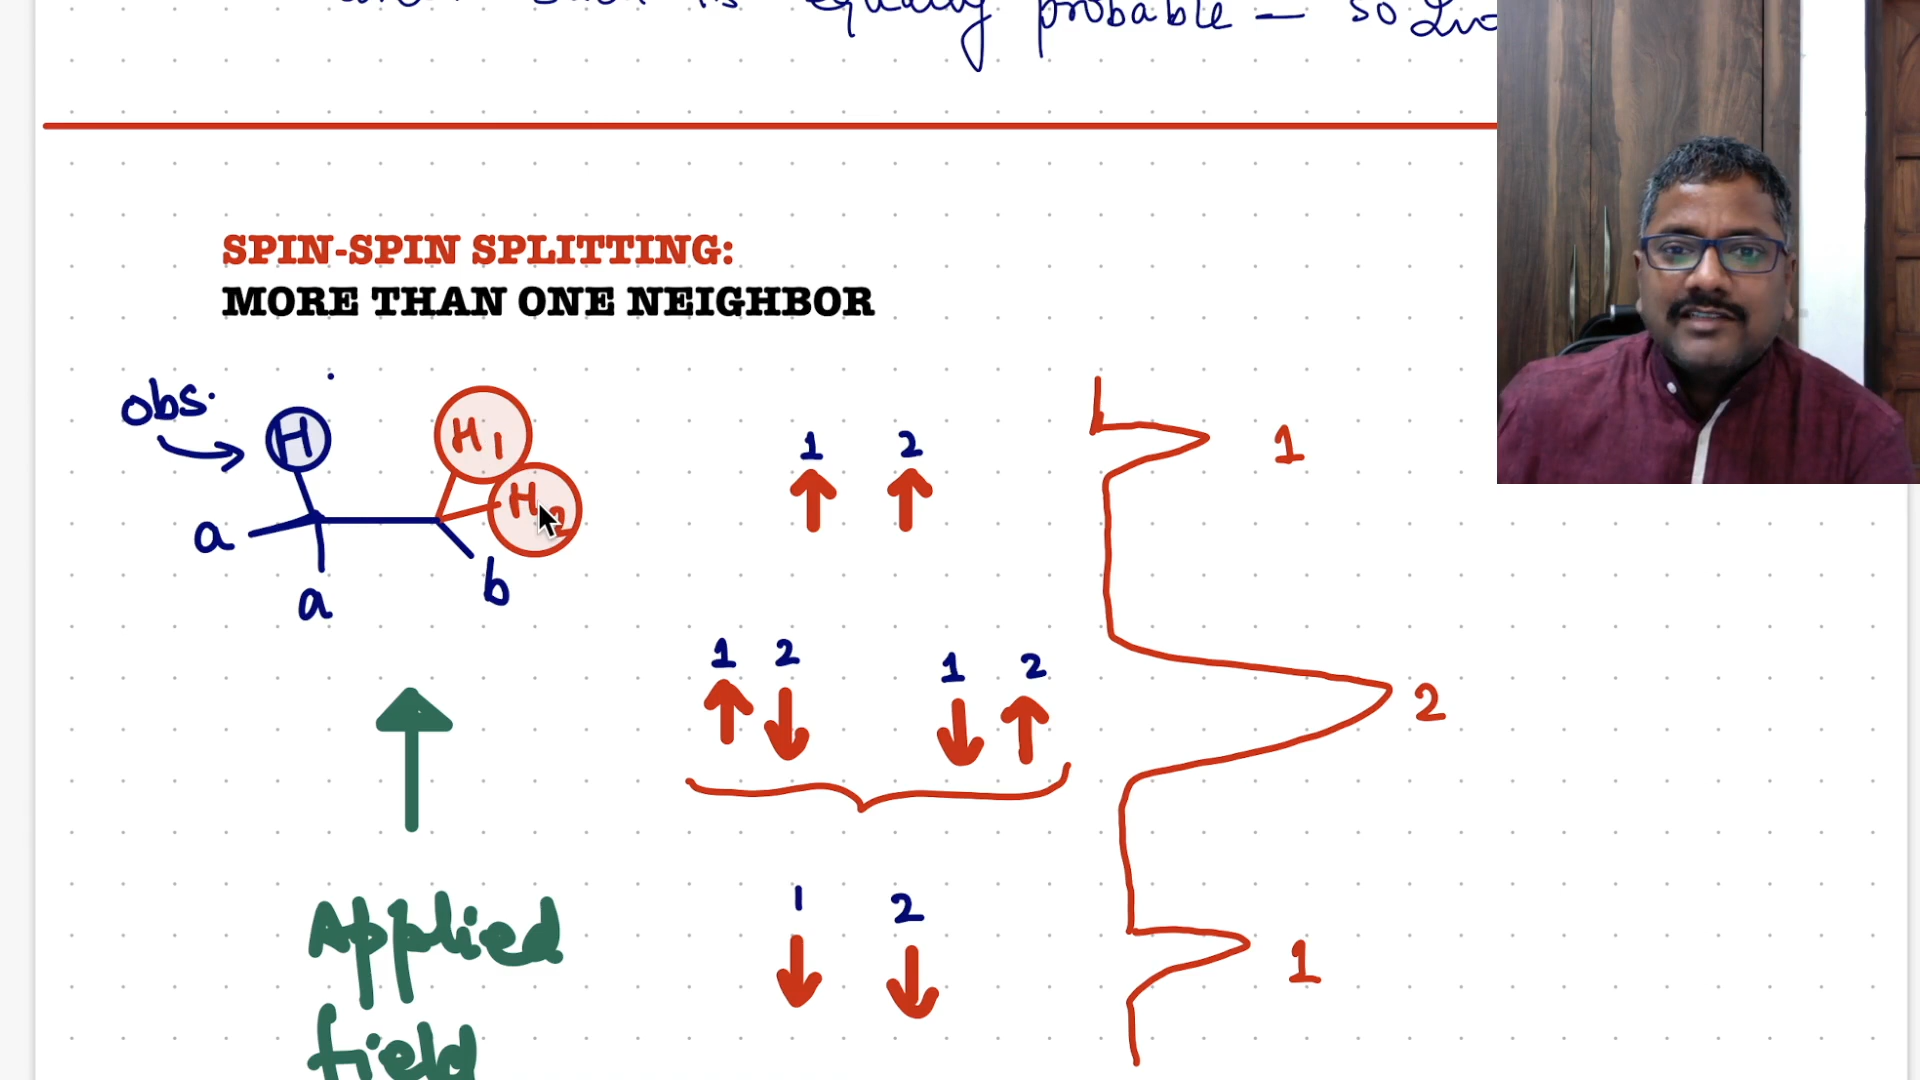 equally probable – so
SPIN-SPIN SPLITTING:
MORE THAN ONE NEIGHBOR
obs.
H
H1
H2
a
a
b
1 2
1
1 2 1 2
2
1 2
1
Applied
field